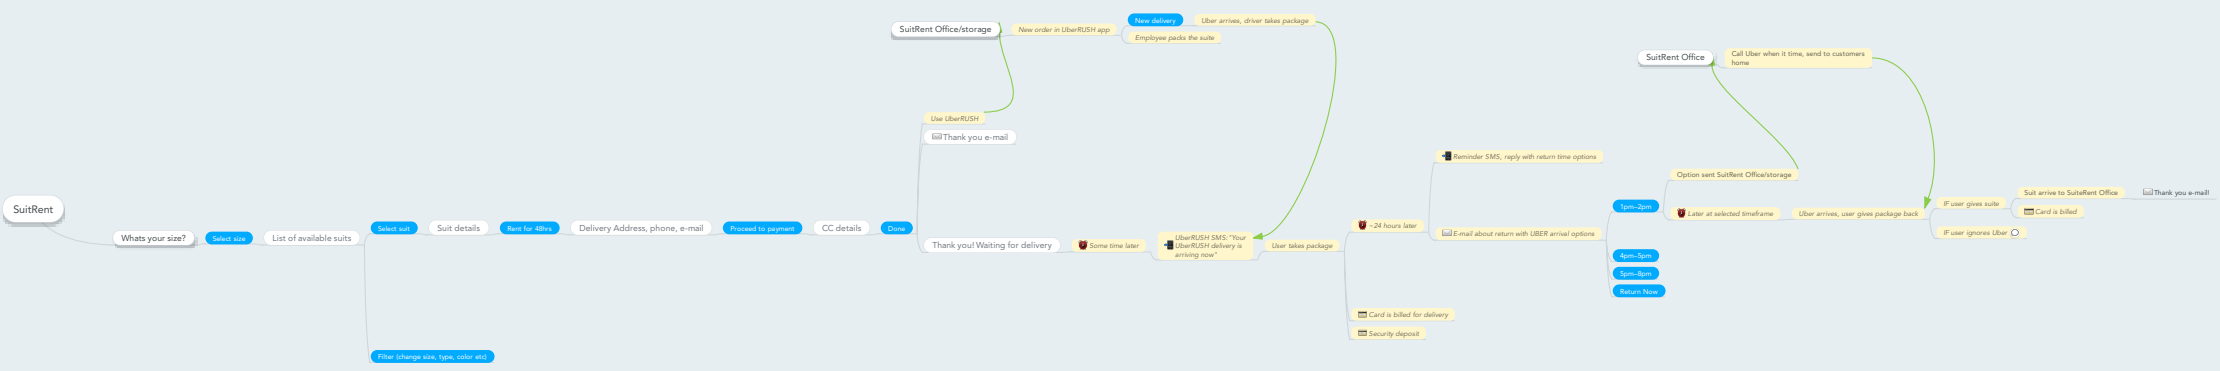 SuitRent
Whats your size?
Select size
List of available suits
Select suit
Suit details
Rent for 48hrs
Delivery Address, phone, e-mail
Proceed to payment
CC details
Done
Filter (change size, type, color etc)
Use UberRUSH
Thank you e-mail
Thank you! Waiting for delivery
SuitRent Office/storage
New order in UberRUSH app
New delivery
Uber arrives, driver takes package
Employee packs the suite
Some time later
UberRUSH SMS:"Your
UberRUSH delivery is
arriving now"
User takes package
~24 hours later
Reminder SMS, reply with return time options
E-mail about return with UBER arrival options
Card is billed for delivery
Security deposit
1pm–2pm
4pm–5pm
5pm–8pm
Return Now
Option sent SuitRent Office/storage
Later at selected timeframe
Uber arrives, user gives package back
SuitRent Office
Call Uber when it time, send to customers
home
IF user gives suite
Suit arrive to SuiteRent Office
Thank you e-mail!
Card is billed
IF user ignores Uber